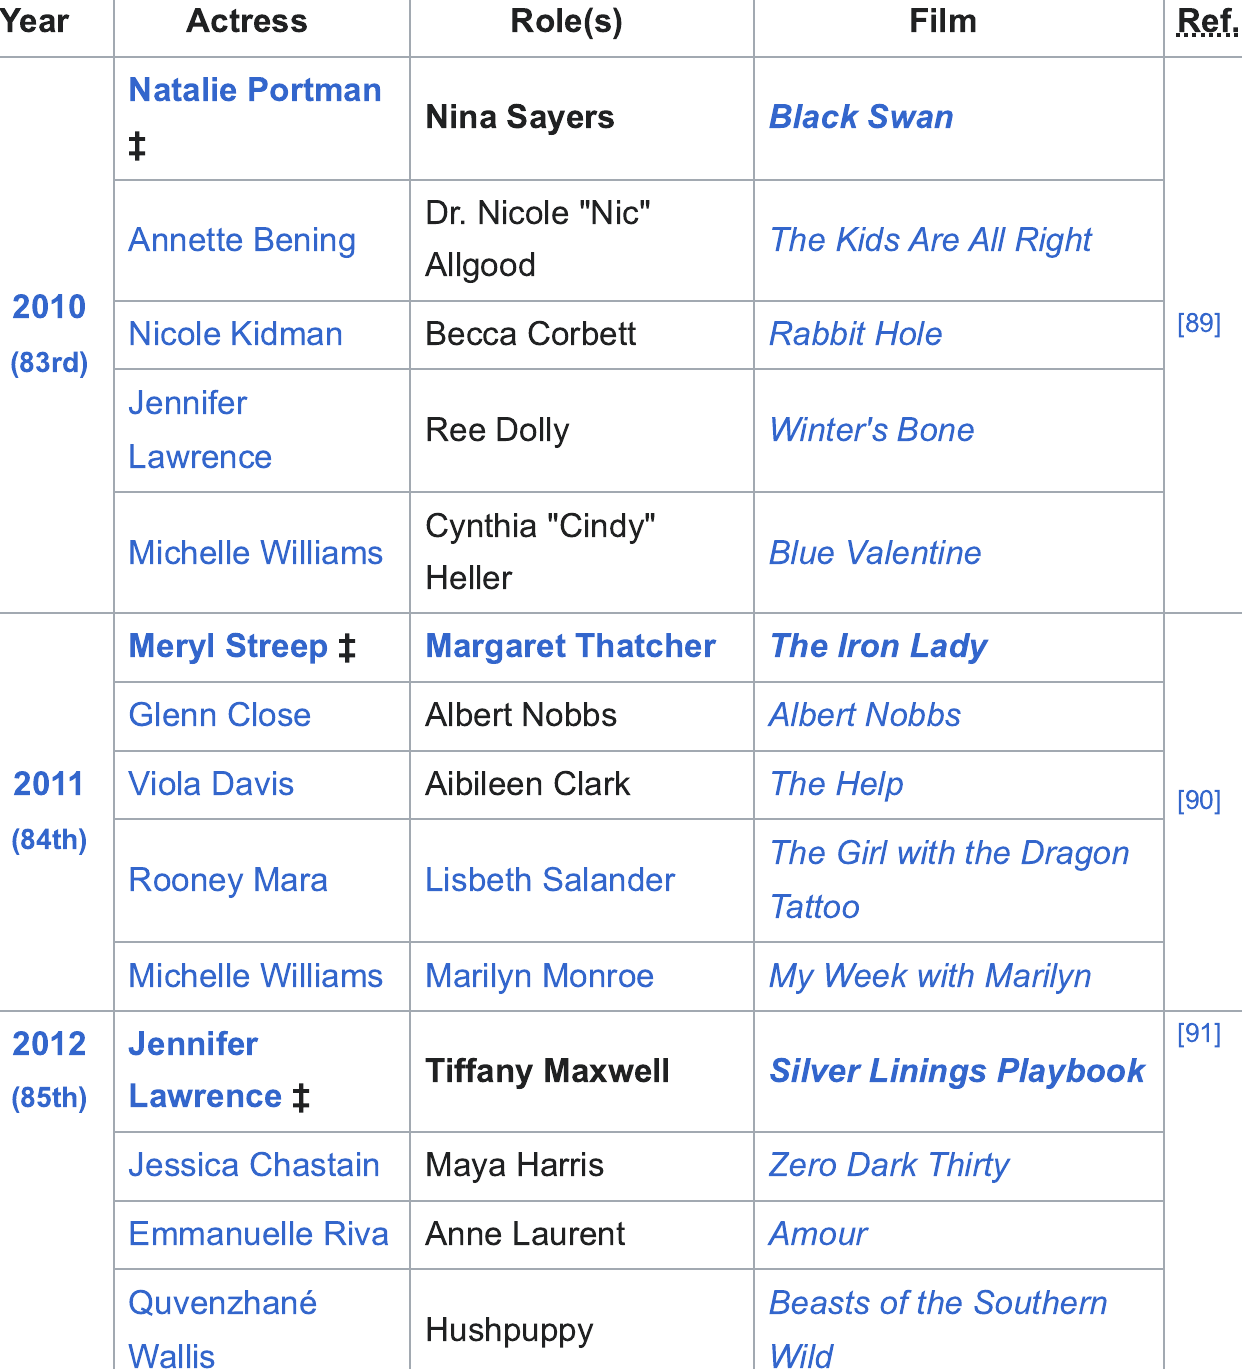 Year Actress Role(s) Film Ref.
Natalie Portman
‡
Nina Sayers
Black Swan
Annette Bening
Dr. Nicole "Nic"
Allgood
The Kids Are All Right
2010
(83rd)
Nicole Kidman
Becca Corbett
Rabbit Hole
[89]
Jennifer
Lawrence
Ree Dolly
Winter's Bone
Michelle Williams
Cynthia "Cindy"
Heller
Blue Valentine
Meryl Streep ‡
Margaret Thatcher
The Iron Lady
Glenn Close
Albert Nobbs
Albert Nobbs
2011
(84th)
Viola Davis
Aibileen Clark
The Help
[90]
Rooney Mara
Lisbeth Salander
The Girl with the Dragon
Tattoo
Michelle Williams
Marilyn Monroe
My Week with Marilyn
2012
(85th)
Jennifer
Lawrence ‡
Tiffany Maxwell
Silver Linings Playbook
[91]
Jessica Chastain
Maya Harris
Zero Dark Thirty
Emmanuelle Riva
Anne Laurent
Amour
Quvenzhané
Wallis
Hushpuppy
Beasts of the Southern
Wild